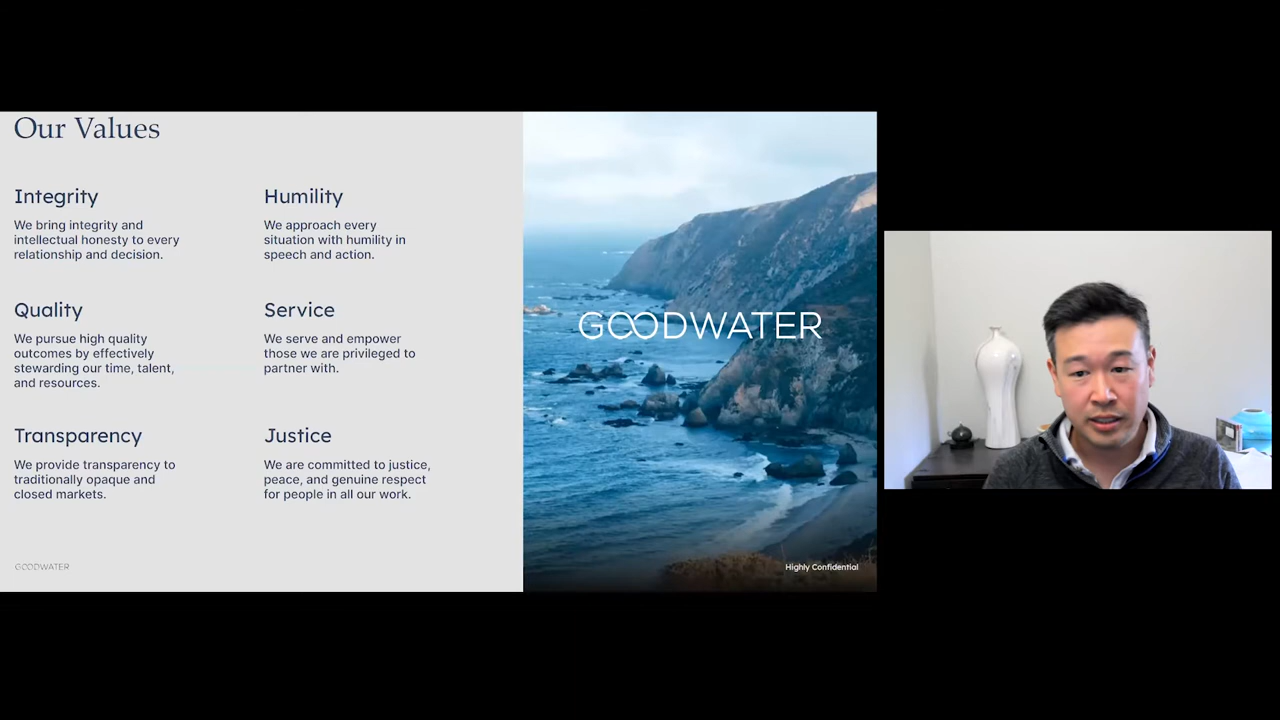 Our Values
Integrity
We bring integrity and
intellectual honesty to every
relationship and decision.
Humility
We approach every
situation with humility in
speech and action.
Quality
We pursue high quality
outcomes by effectively
stewarding our time, talent,
and resources.
Service
We serve and empower
those we are privileged to
partner with.
Transparency
We provide transparency to
traditionally opaque and
closed markets.
Justice
We are committed to justice,
peace, and genuine respect
for people in all our work.
GOODWATER
GOODWATER
Highly Confidential